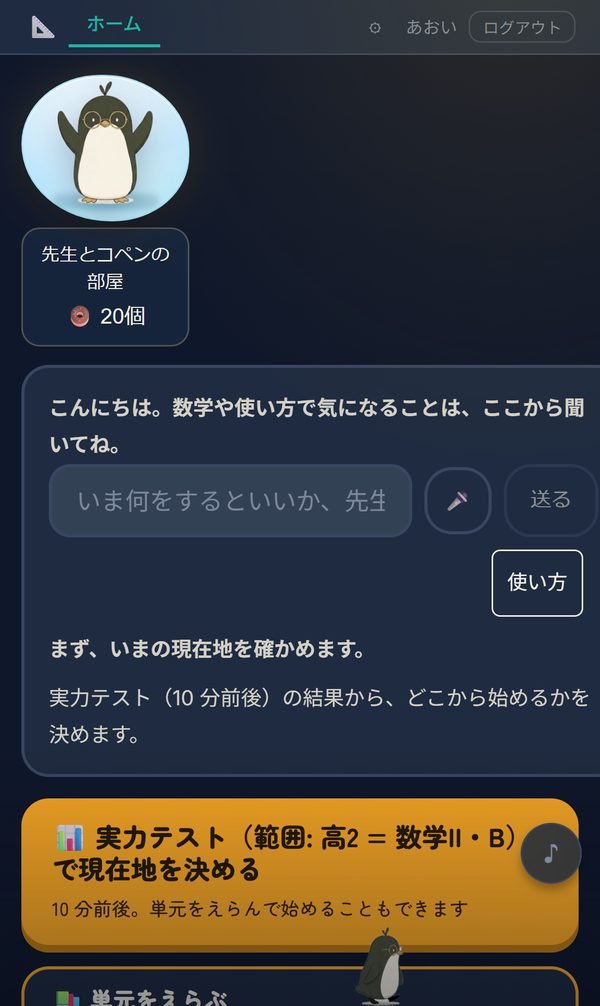 ホーム
あおい
ログアウト
先生とコペンの
部屋
20個
こんにちは。数学や使い方で気になることは、ここから聞
いてね。
いま何をするといいか、先生
送る
使い方
まず、いまの現在地を確かめます。
実力テスト（10 分前後）の結果から、どこから始めるかを
決めます。
実力テスト（範囲: 高2 = 数学II・B）
で現在地を決める
10 分前後。単元をえらんで始めることもできます
単元をえらぶ